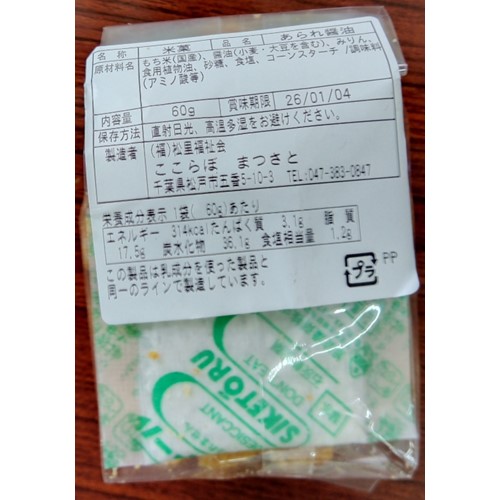 名称 米菓 品名 あられ醤油
原材料名 もち米(国産)、醤油(小麦・大豆を含む)、みりん、
食用植物油、砂糖、食塩、コーンスターチ/調味料
(アミノ酸等)
内容量 60g 賞味期限 26/01/04
保存方法 直射日光、高温多湿をお避けください。
製造者 (福)松里福祉会
こころぼ まつさと
千葉県松戸市五香5-10-3 TEL:047-383-0847
栄養成分表示 1袋( 60g)あたり
エネルギー 314kcal たんぱく質 3.1g 脂質
17.5g 炭水化物 36.1g 食塩相当量 1.2g
この製品は乳成分を使った製品と
同一のラインで製造しています。
プラ PP
DO NOT EAT
SIKETORU
DESICCANT